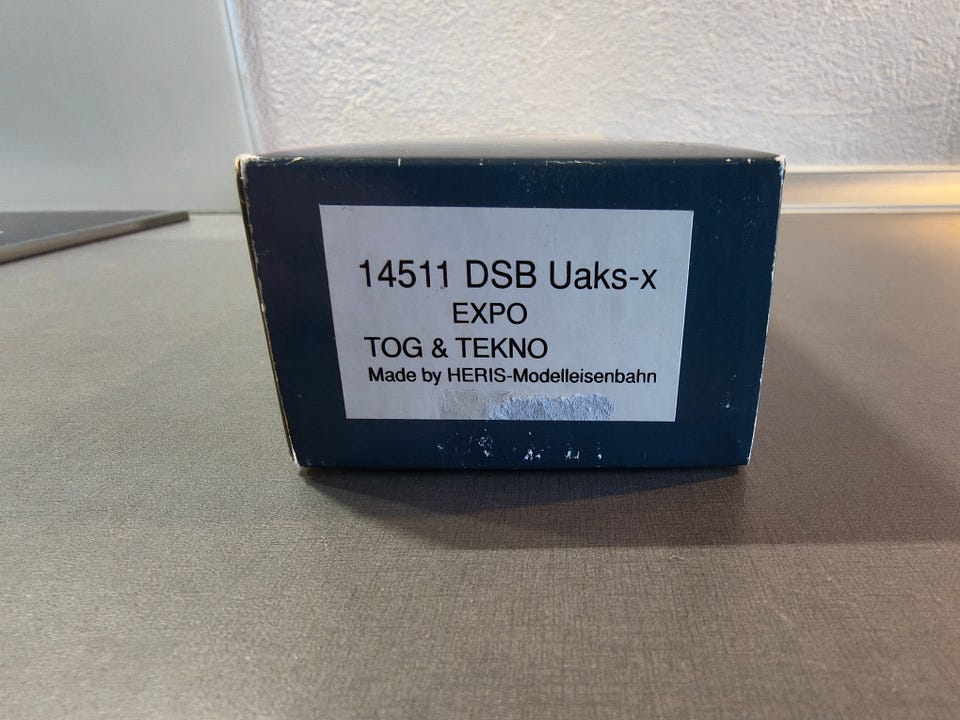 14511 DSB Uaks-x
EXPO
TOG & TEKNO
Made by HERIS-Modelleisenbahn